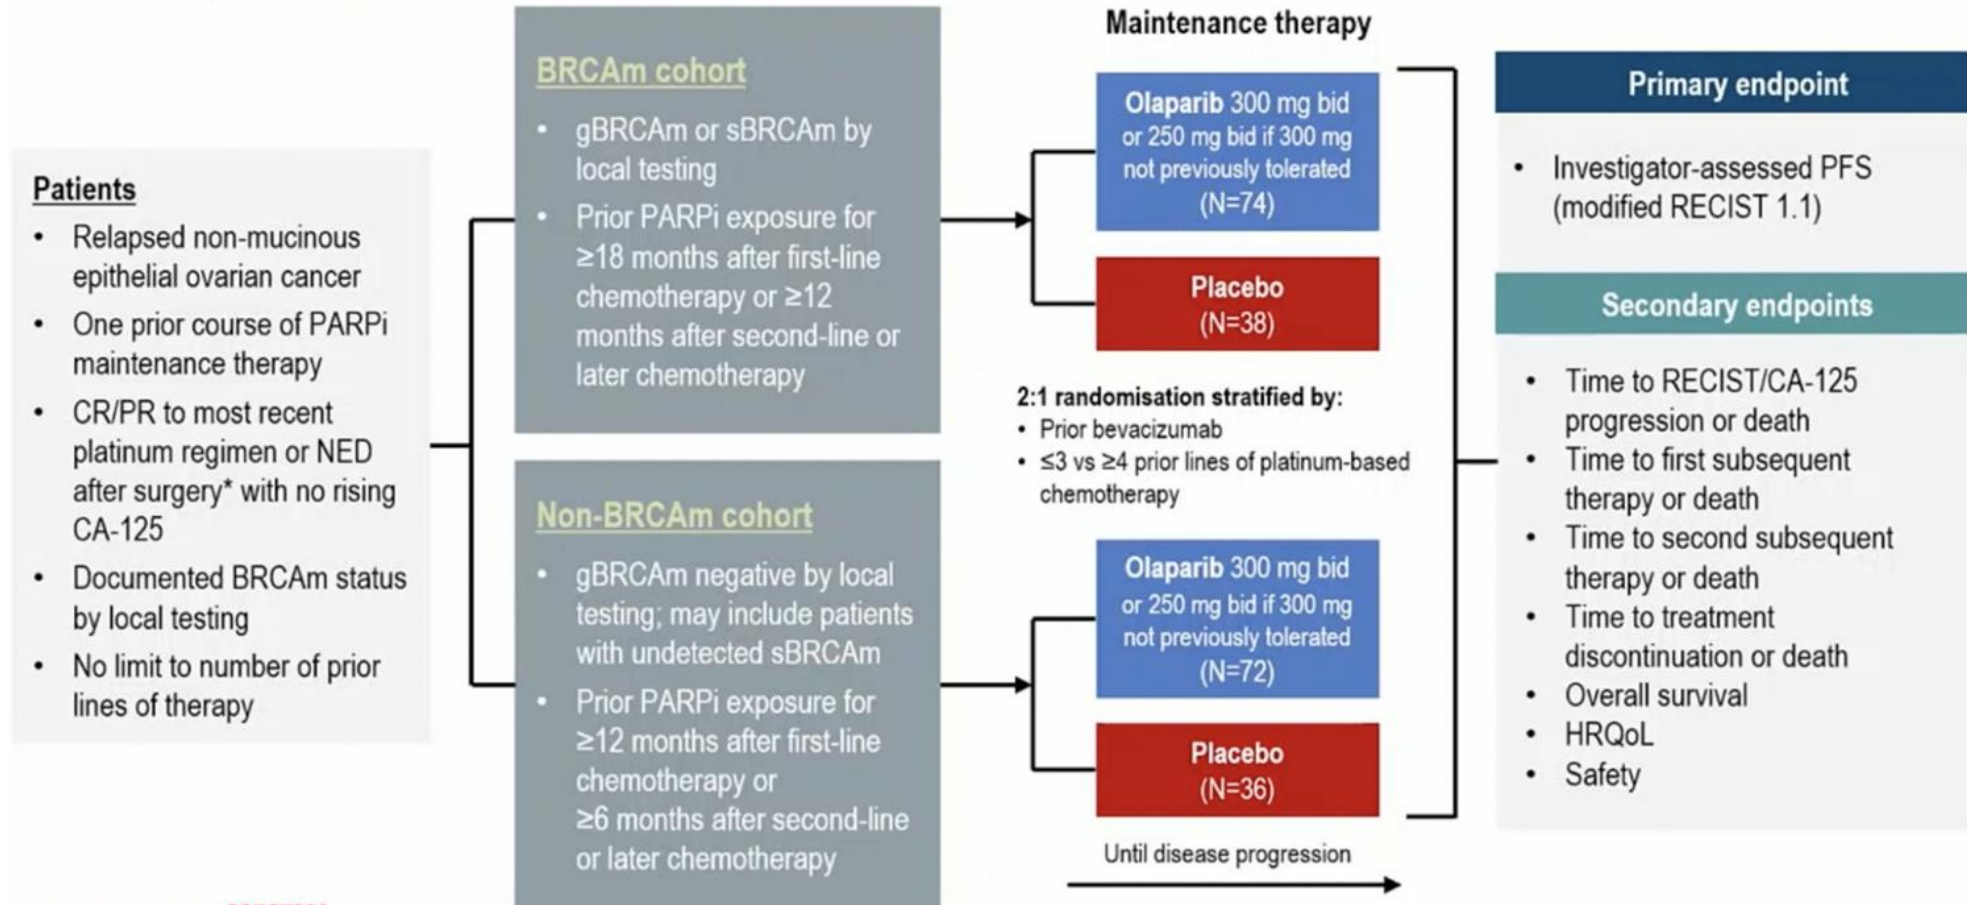 Patients
• Relapsed non-mucinous
epithelial ovarian cancer
• One prior course of PARPi
maintenance therapy
• CR/PR to most recent
platinum regimen or NED
after surgery* with no rising
CA-125
• Documented BRCAm status
by local testing
• No limit to number of prior
lines of therapy
BRCAm cohort
• gBRCAm or sBRCAm by
local testing
• Prior PARPi exposure for
≥18 months after first-line
chemotherapy or ≥12
months after second-line or
later chemotherapy
Non-BRCAm cohort
• gBRCAm negative by local
testing; may include patients
with undetected sBRCAm
• Prior PARPi exposure for
≥12 months after first-line
chemotherapy or
≥6 months after second-line
or later chemotherapy
Maintenance therapy
Olaparib 300 mg bid
or 250 mg bid if 300 mg
not previously tolerated
(N=74)
Placebo
(N=38)
2:1 randomisation stratified by:
• Prior bevacizumab
• ≤3 vs ≥4 prior lines of platinum-based
chemotherapy
Olaparib 300 mg bid
or 250 mg bid if 300 mg
not previously tolerated
(N=72)
Placebo
(N=36)
Until disease progression
Primary endpoint
• Investigator-assessed PFS
(modified RECIST 1.1)
Secondary endpoints
• Time to RECIST/CA-125
progression or death
• Time to first subsequent
therapy or death
• Time to second subsequent
therapy or death
• Time to treatment
discontinuation or death
• Overall survival
• HRQoL
• Safety